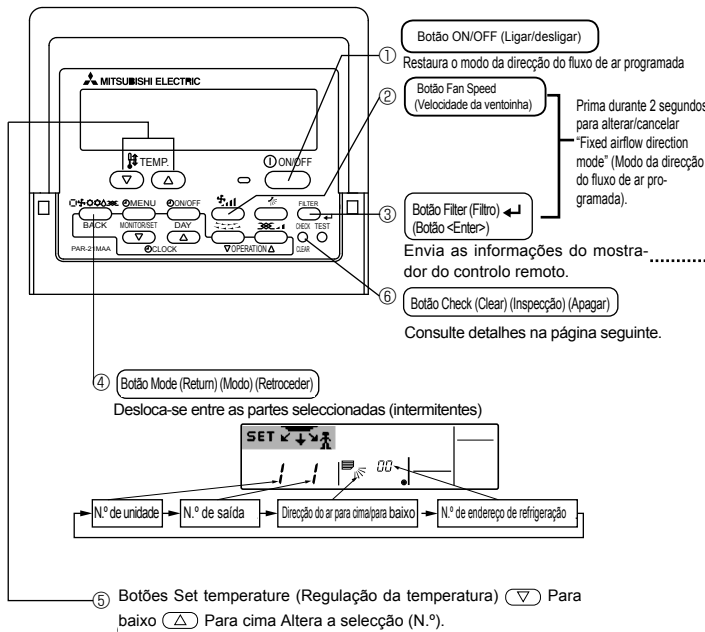 MITSUBISHI ELECTRIC
TEMP.
ON/OFF
MENU
ON/OFF
FILTER
BACK
MONITOR/SET
DAY
CHECK
TEST
PAR-21MAA
CLOCK
▽OPERATION△
CLEAR
① Botão ON/OFF (Ligar/desligar)
Restaura o modo da direcção do fluxo de ar programada
② Botão Fan Speed
(Velocidade da ventoinha)
Prima durante 2 segundos
para alterar/cancelar
“Fixed airflow direction
mode” (Modo da direcção
do fluxo de ar pro-
gramada).
③ Botão Filter (Filtro) ↵
(Botão <Enter>)
Envia as informações do mostra-
dor do controlo remoto.
⑥ Botão Check (Clear) (Inspecção) (Apagar)
Consulte detalhes na página seguinte.
④ Botão Mode (Return) (Modo) (Retroceder)
Desloca-se entre as partes seleccionadas (intermitentes)
SET
1 1 00
N.º de unidade
N.º de saída
Direcção do ar para cima/para baixo
N.º de endereço de refrigeração
⑤ Botões Set temperature (Regulação da temperatura) ▽ Para
baixo △ Para cima Altera a selecção (N.º).